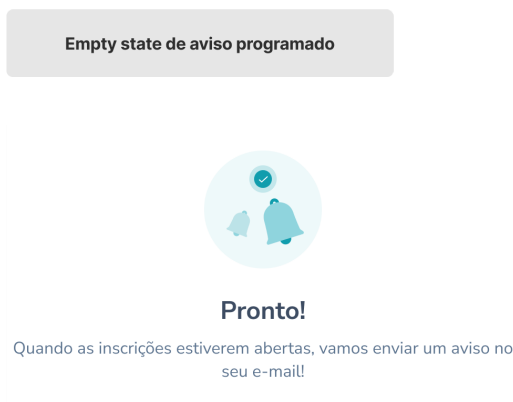 Empty state de aviso programado
Pronto!
Quando as inscrições estiverem abertas, vamos enviar um aviso no
seu e-mail!